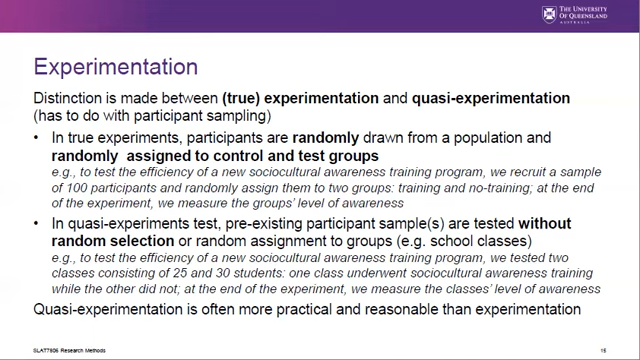 THE UNIVERSITY
OF QUEENSLAND
AUSTRALIA
Experimentation
Distinction is made between (true) experimentation and quasi-experimentation
(has to do with participant sampling)
• In true experiments, participants are randomly drawn from a population and
randomly assigned to control and test groups
e.g., to test the efficiency of a new sociocultural awareness training program, we recruit a sample
of 100 participants and randomly assign them to two groups: training and no-training; at the end
of the experiment, we measure the groups' level of awareness
• In quasi-experiments test, pre-existing participant sample(s) are tested without
random selection or random assignment to groups (e.g. school classes)
e.g., to test the efficiency of a new sociocultural awareness training program, we tested two
classes consisting of 25 and 30 students: one class underwent sociocultural awareness training
while the other did not; at the end of the experiment, we measure the classes' level of awareness
Quasi-experimentation is often more practical and reasonable than experimentation
Research Methods
15